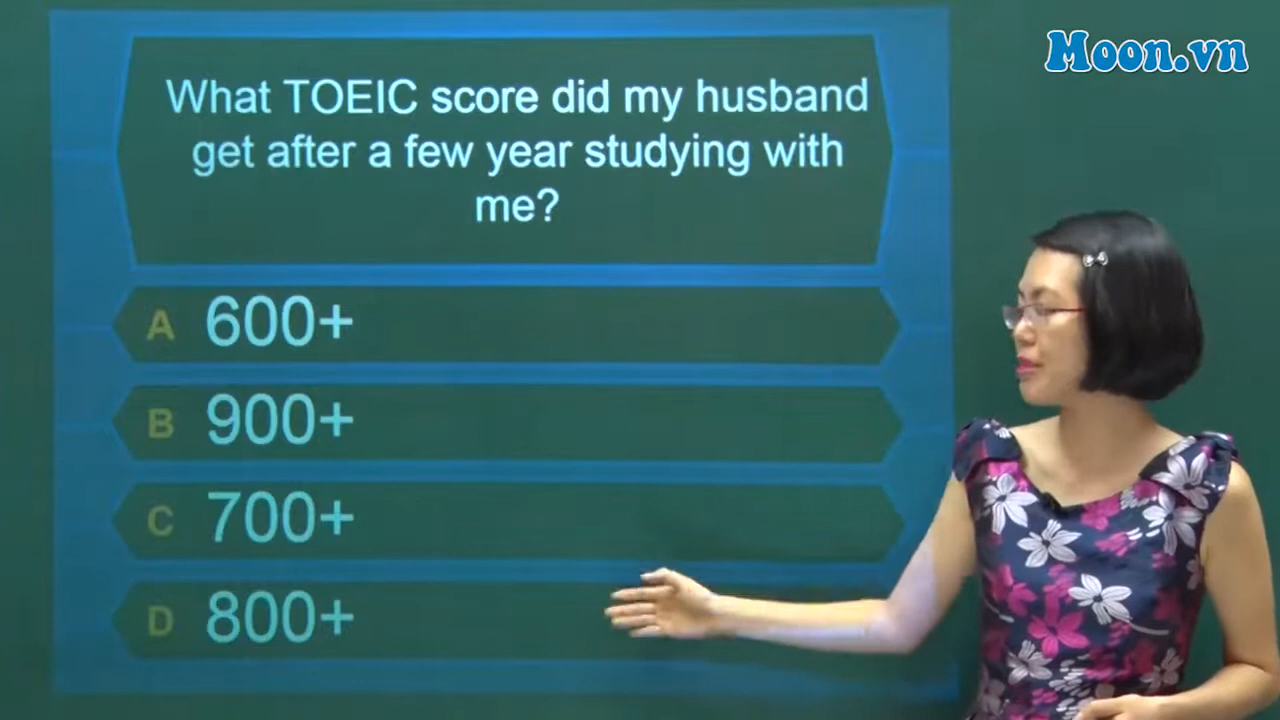 Moon.vn
What TOEIC score did my husband
get after a few year studying with
me?
A 600+
B 900+
C 700+
D 800+